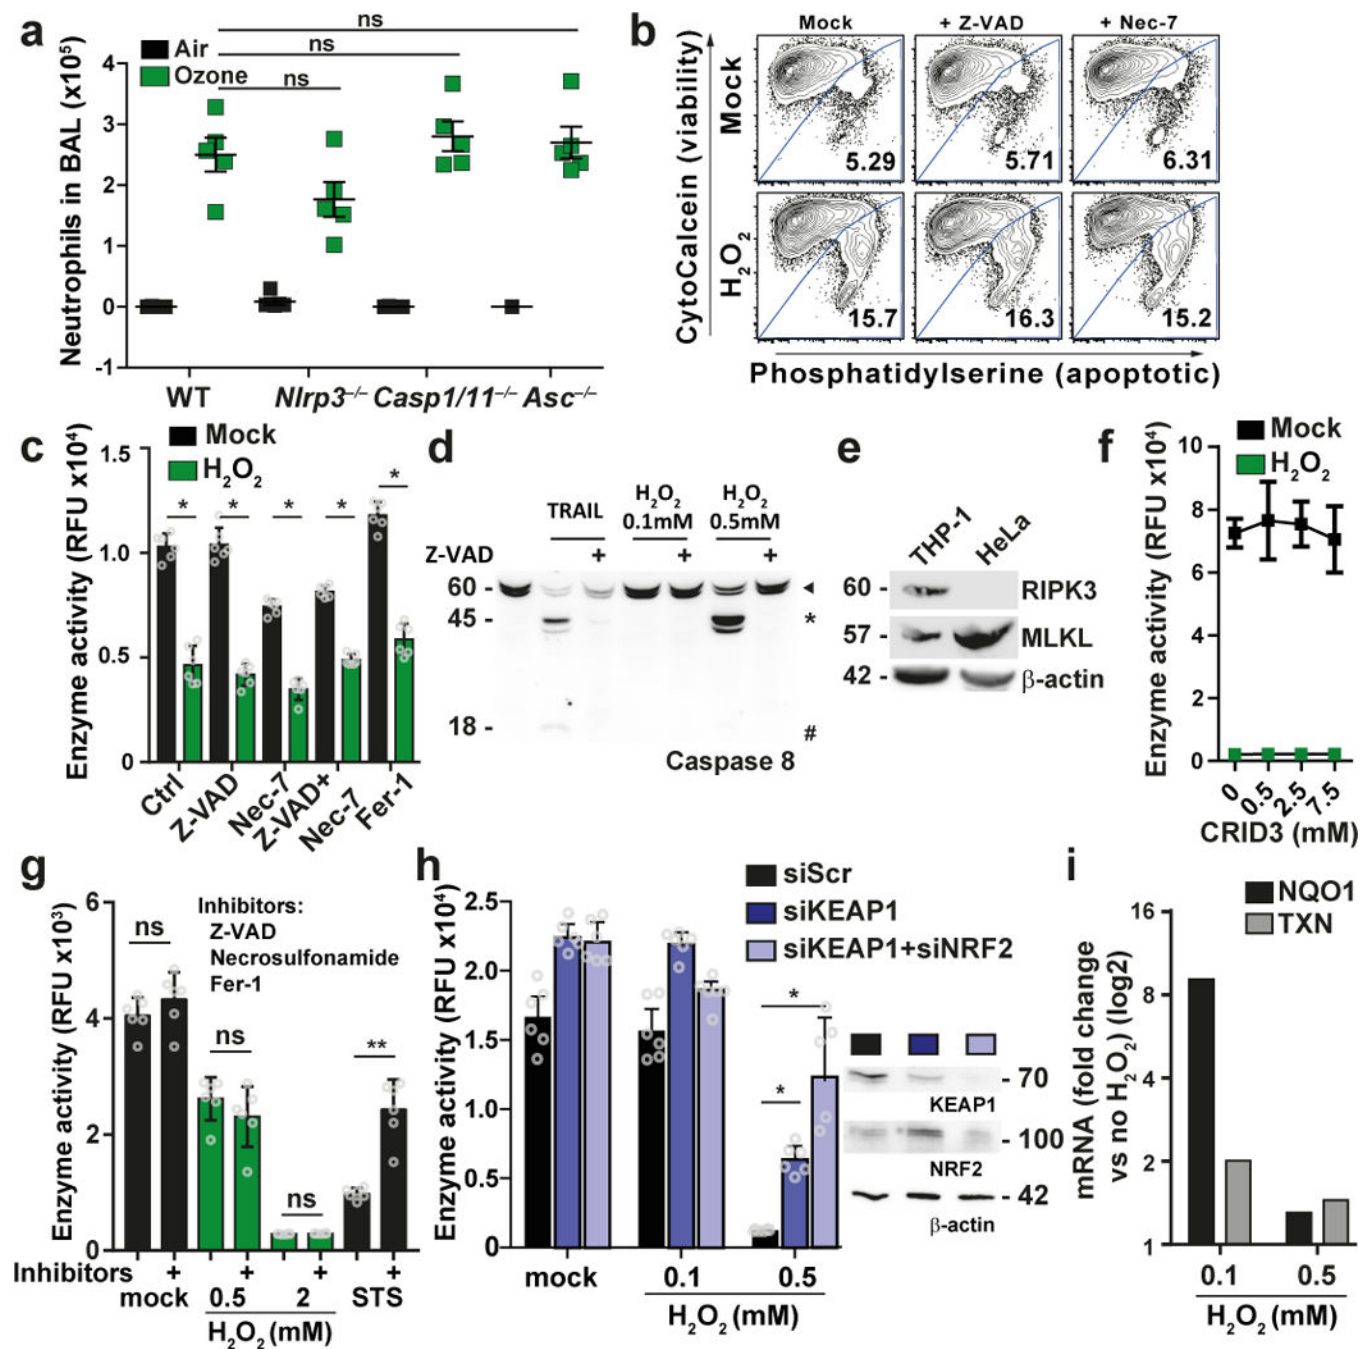 a
ns
ns
ns
Air
Ozone
Neutrophils in BAL (x10⁵)
4
3
2
1
0
-1
WT
Nlrp3–/–
Casp1/11–/–
Asc–/–
b
Mock
+ Z-VAD
+ Nec-7
CytoCalcein (viability)
Mock
5.29
5.71
6.31
H₂O₂
15.7
16.3
15.2
Phosphatidylserine (apoptotic)
c
Mock
H₂O₂
Enzyme activity (RFU x10⁴)
1.5
1.0
0.5
0
* * * * *
Ctrl
Z-VAD
Nec-7
Z-VAD+
Nec-7
Fer-1
d
TRAIL
H₂O₂
0.1mM
H₂O₂
0.5mM
Z-VAD
+ + +
60 -
45 -
*
18 -
#
Caspase 8
e
THP-1
HeLa
60 -
RIPK3
57 -
MLKL
42 -
β-actin
f
Mock
H₂O₂
Enzyme activity (RFU x10⁴)
10
8
6
4
2
0
0
0.5
2.5
7.5
CRID3 (mM)
g
Enzyme activity (RFU x10³)
6
4
2
0
Inhibitors:
Z-VAD
Necrosulfonamide
Fer-1
ns
ns
ns
**
Inhibitors
+ + + +
mock
0.5
2
STS
H₂O₂ (mM)
h
siScr
siKEAP1
siKEAP1+siNRF2
Enzyme activity (RFU x10⁴)
2.5
2.0
1.5
1.0
0.5
0
*
*
mock
0.1
0.5
H₂O₂ (mM)
- 70
KEAP1
- 100
NRF2
- 42
β-actin
i
NQO1
TXN
mRNA (fold change
vs no H₂O₂) (log2)
16
8
4
2
1
0.1
0.5
H₂O₂ (mM)